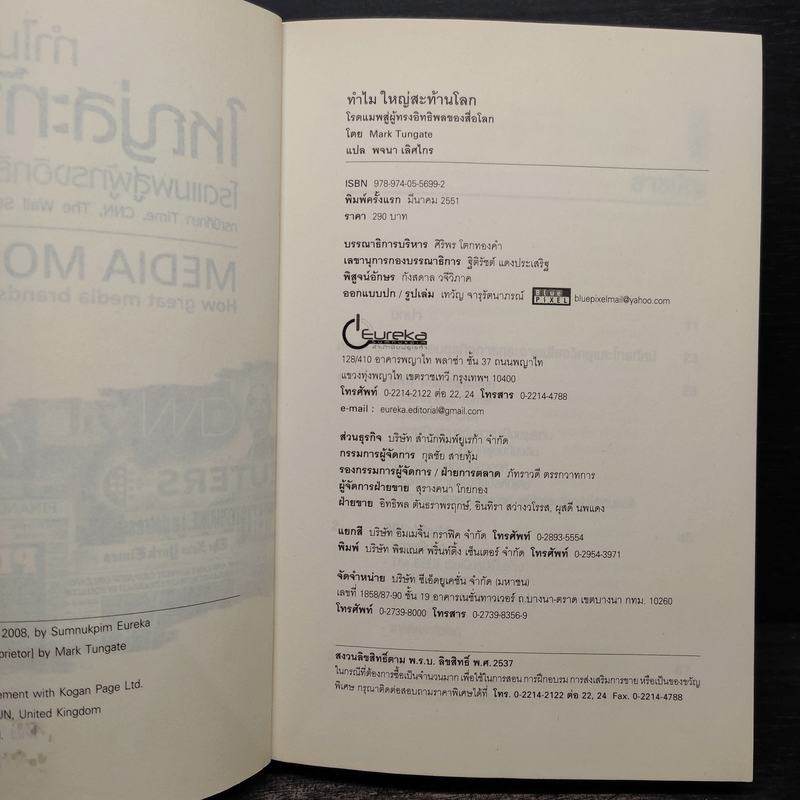 2008, by Sumnukpim Eureka
by Mark Tungate
ement with Kogan Page Ltd.
UN, United Kingdom
ทำไม ใหญ่สะท้านโลก
โรดแมพสู่ผู้ทรงอิทธิพลของสื่อโลก
โดย Mark Tungate
แปล พจนา เลิศไกร
ISBN 978-974-05-5699-2
พิมพ์ครั้งแรก มีนาคม 2551
ราคา 290 บาท
บรรณาธิการบริหาร ศิริพร โตกทองคำ
เลขานุการกองบรรณาธิการ ฐิติรัชต์ แดงประเสริฐ
พิสูจน์อักษร กังสดาล วจีวิภาค
ออกแบบปก / รูปเล่ม เทวัญ จารุรัตนาภรณ์ Blue PIXEL bluepixelmail@yahoo.com
Eureka
128/410 อาคารพญาไท พลาซ่า ชั้น 37 ถนนพญาไท
แขวงทุ่งพญาไท เขตราชเทวี กรุงเทพฯ 10400
โทรศัพท์ 0-2214-2122 ต่อ 22, 24 โทรสาร 0-2214-4788
e-mail : eureka.editorial@gmail.com
ส่วนธุรกิจ บริษัท สำนักพิมพ์ยูเรก้า จำกัด
กรรมการผู้จัดการ กุลชัย สายทุ้ม
รองกรรมการผู้จัดการ / ฝ่ายการตลาด ภัทราวดี ตรรกวาทการ
ผู้จัดการฝ่ายขาย สุรางคนา โกยกอง
ฝ่ายขาย อิทธิพล ตันธราพรฤกษ์, อินทิรา สว่างวโรรส, ผุสดี นพแดง
แยกสี บริษัท อิมเมจิ้น กราฟิค จำกัด โทรศัพท์ 0-2893-5554
พิมพ์ บริษัท พิฆเณศ พริ้นท์ติ้ง เซ็นเตอร์ จำกัด โทรศัพท์ 0-2954-3971
จัดจำหน่าย บริษัท ซีเอ็ดยูเคชั่น จำกัด (มหาชน)
เลขที่ 1858/87-90 ชั้น 19 อาคารเนชั่นทาวเวอร์ ถ.บางนา-ตราด เขตบางนา กทม. 10260
โทรศัพท์ 0-2739-8000 โทรสาร 0-2739-8356-9
สงวนลิขสิทธิ์ตาม พ.ร.บ. ลิขสิทธิ์ พ.ศ. 2537
ในกรณีที่ต้องการซื้อเป็นจำนวนมาก เพื่อใช้ในการสอน การฝึกอบรม การส่งเสริมการขาย หรือเป็นของขวัญ
พิเศษ กรุณาติดต่อสอบถามราคาพิเศษได้ที่ โทร. 0-2214-2122 ต่อ 22, 24 Fax. 0-2214-4788